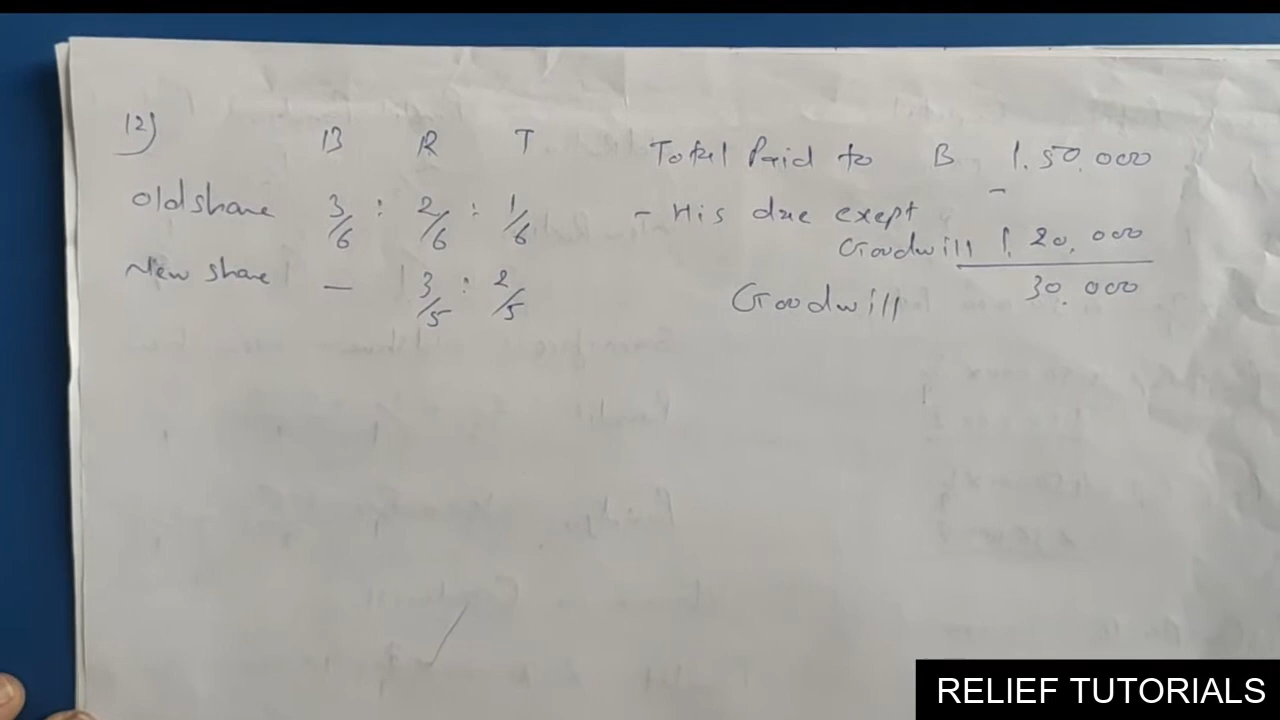 12)
B R T
Old share 3/6 : 2/6 : 1/6
New share — 3/5 : 2/5
Total Paid to B 1,50,000
- His due exept
Goodwill 1,20,000
Goodwill 30,000
RELIEF TUTORIALS